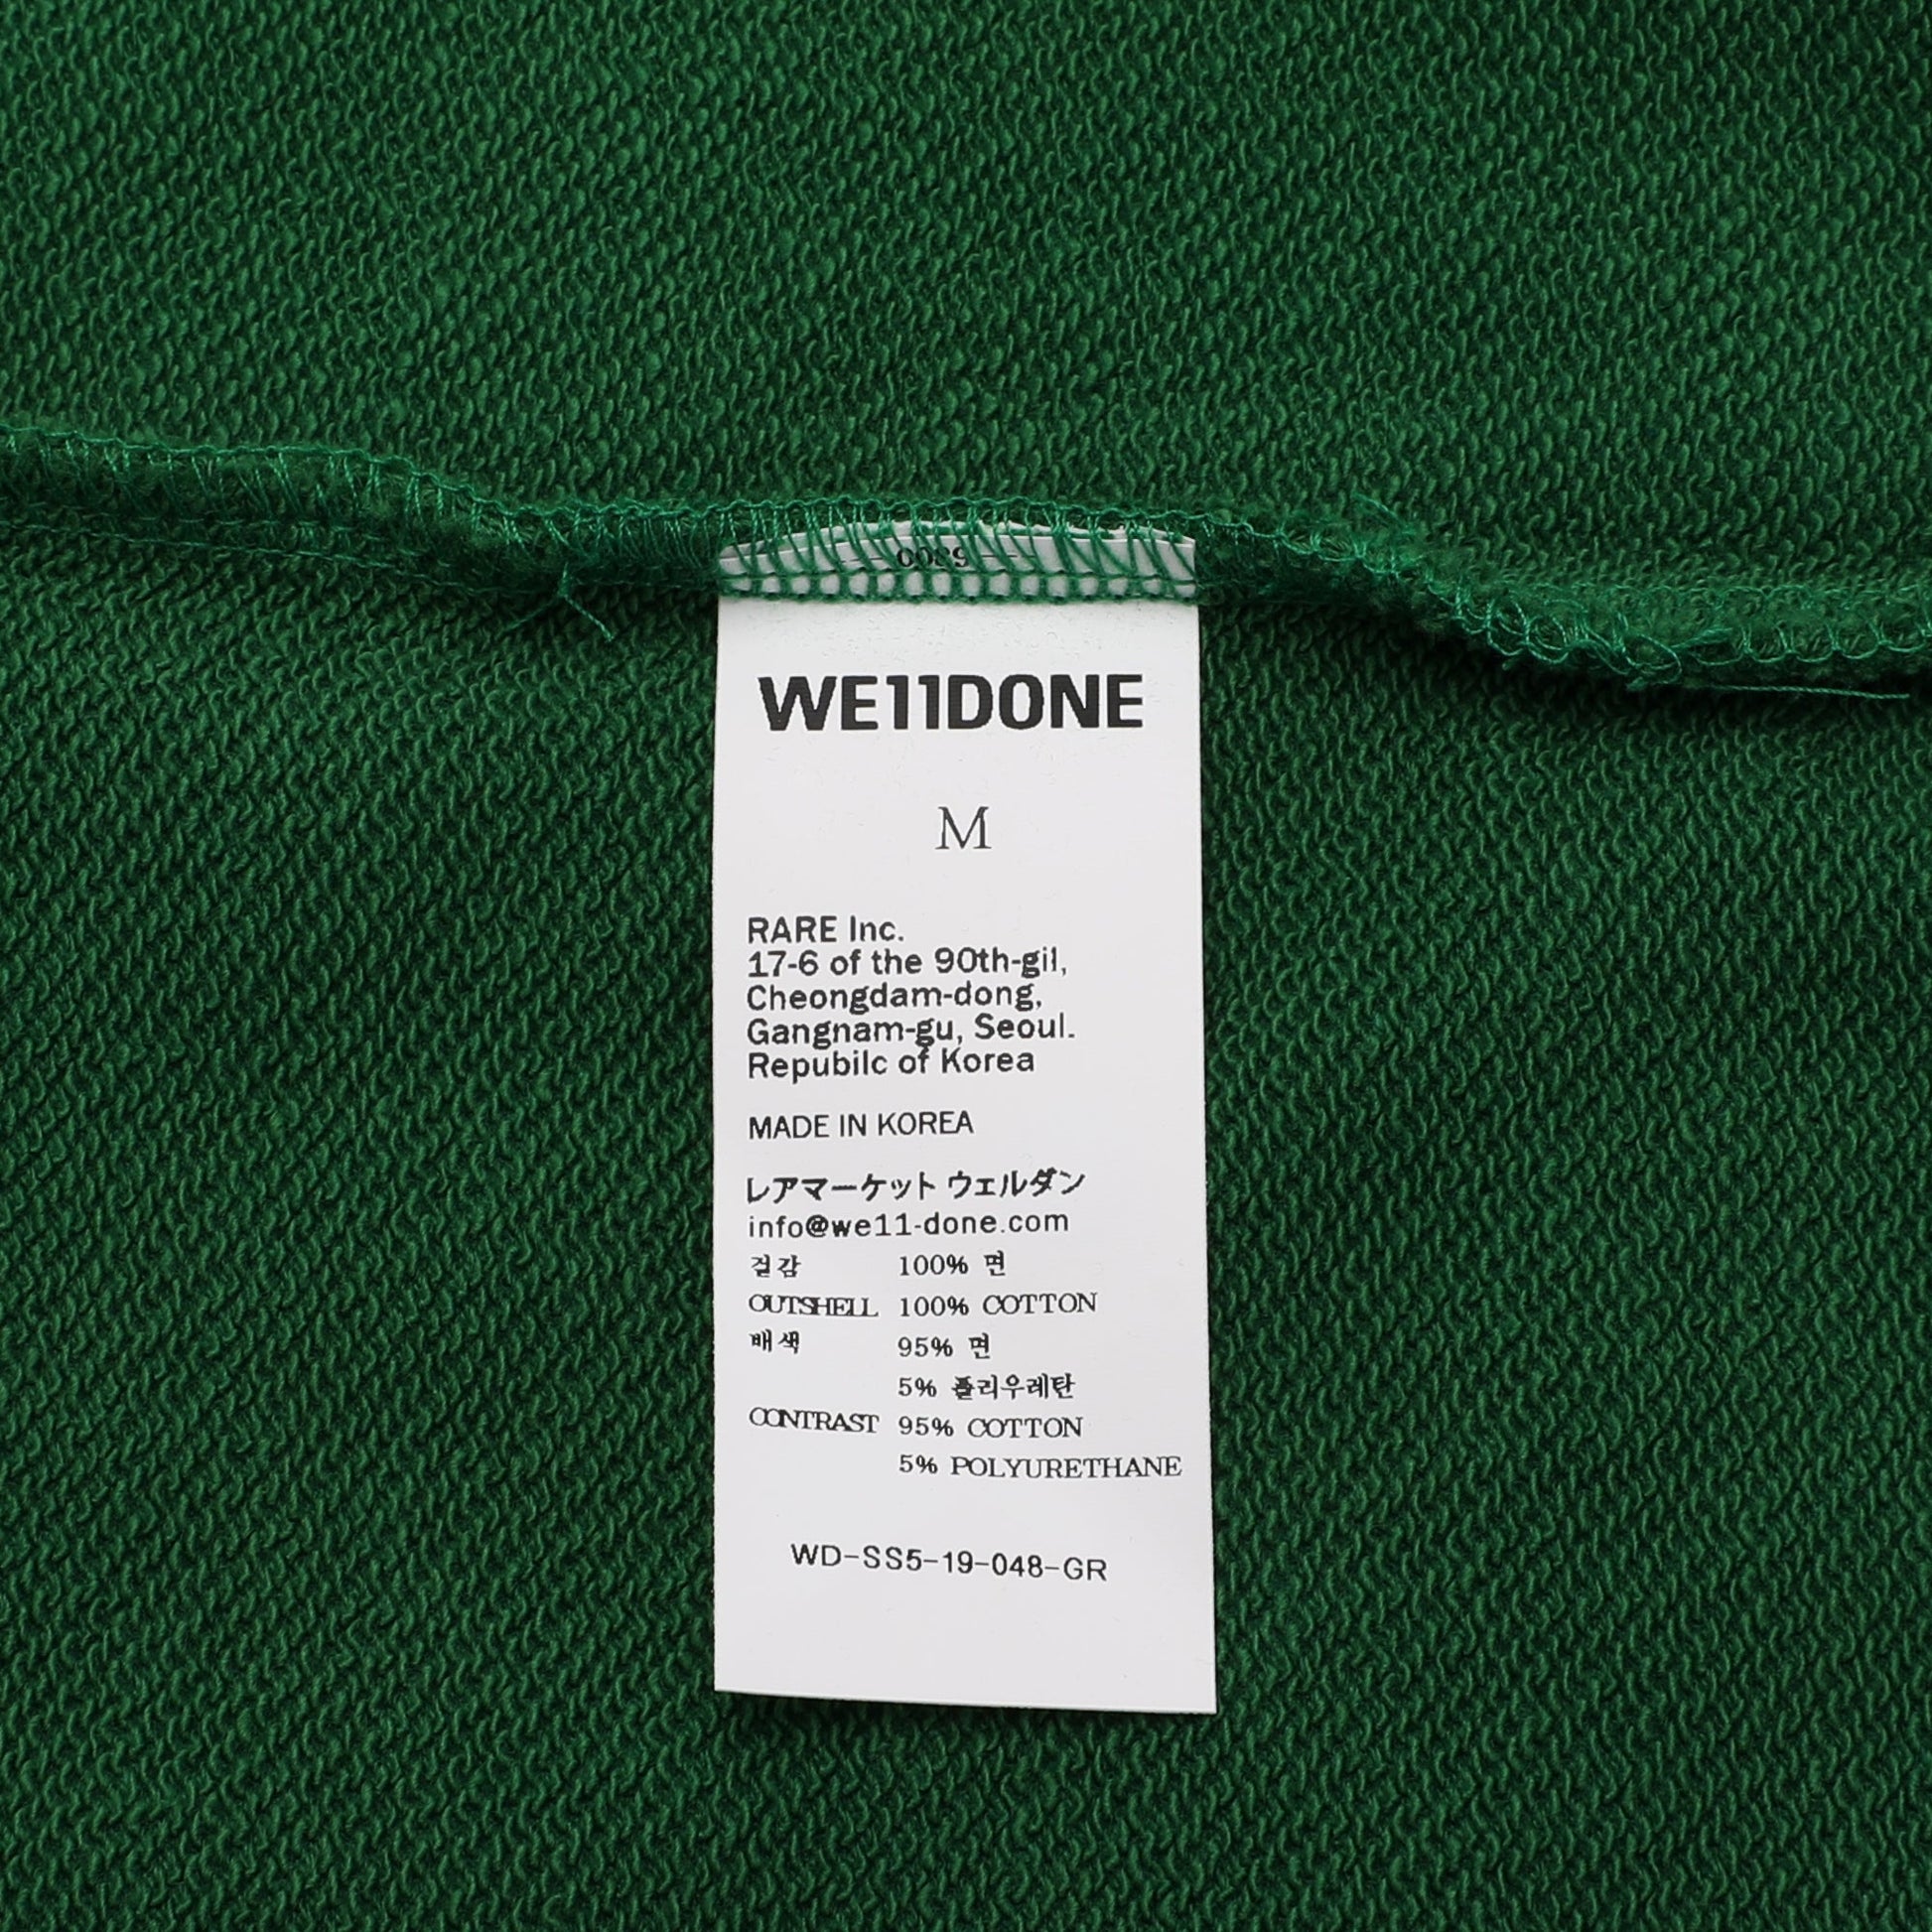 WE11DONE
M
RARE Inc.
17-6 of the 90th-gil,
Cheongdam-dong,
Gangnam-gu, Seoul.
Repubilc of Korea
MADE IN KOREA
レアマーケット ウェルダン
info@we11-done.com
겉감 100% 면
OUTSHELL 100% COTTON
배색 95% 면
5% 폴리우레탄
CONTRAST 95% COTTON
5% POLYURETHANE
WD-SS5-19-048-GR